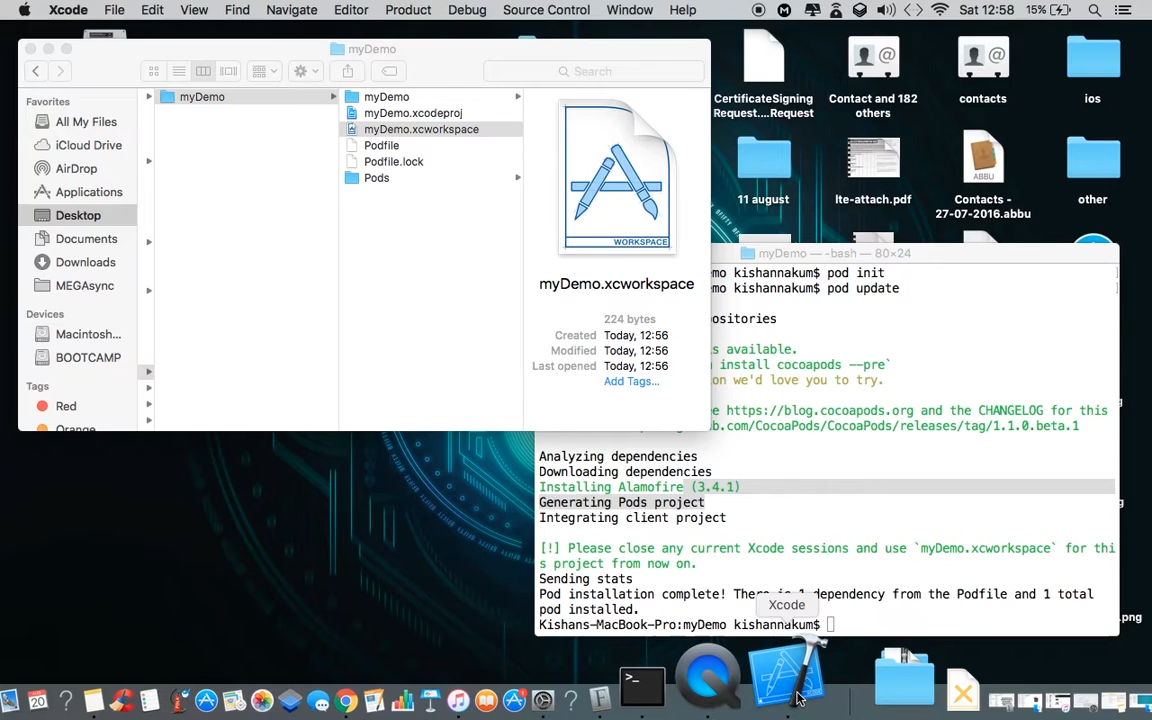 Xcode File Edit View Find Navigate Editor Product Debug Source Control Window Help Sat 12:58 15%
myDemo
Search
Favorites
All My Files
iCloud Drive
AirDrop
Applications
Desktop
Documents
Downloads
MEGAsync
Devices
Macintosh...
BOOTCAMP
Tags
Red
Orange
myDemo
myDemo
myDemo.xcodeproj
myDemo.xcworkspace
Podfile
Podfile.lock
Pods
WORKSPACE
myDemo.xcworkspace
224 bytes
Created Today, 12:56
Modified Today, 12:56
Last opened Today, 12:56
Add Tags...
CertificateSigning
Request....Request
Contact and 182
others
contacts
ios
11 august
lte-attach.pdf
ABBU
Contacts -
27-07-2016.abbu
other
myDemo — -bash — 80×24
mo kishannakum$ pod init
mo kishannakum$ pod update
ositories
s available.
n install cocoapods --pre`
on we'd love you to try.
ee https://blog.cocoapods.org and the CHANGELOG for this
b.com/CocoaPods/CocoaPods/releases/tag/1.1.0.beta.1
Analyzing dependencies
Downloading dependencies
Installing Alamofire (3.4.1)
Generating Pods project
Integrating client project
[!] Please close any current Xcode sessions and use `myDemo.xcworkspace` for thi
s project from now on.
Sending stats
Pod installation complete! There is 1 dependency from the Podfile and 1 total
pod installed.
Kishans-MacBook-Pro:myDemo kishannakum$
Xcode
.png
AUG
20